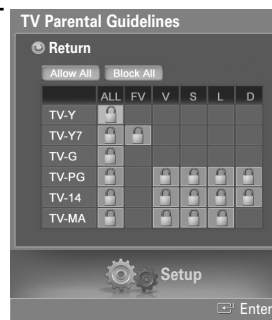 TV Parental Guidelines
Return
Allow All Block All
ALL FV V S L D
TV-Y
TV-Y7
TV-G
TV-PG
TV-14
TV-MA
Setup
Enter